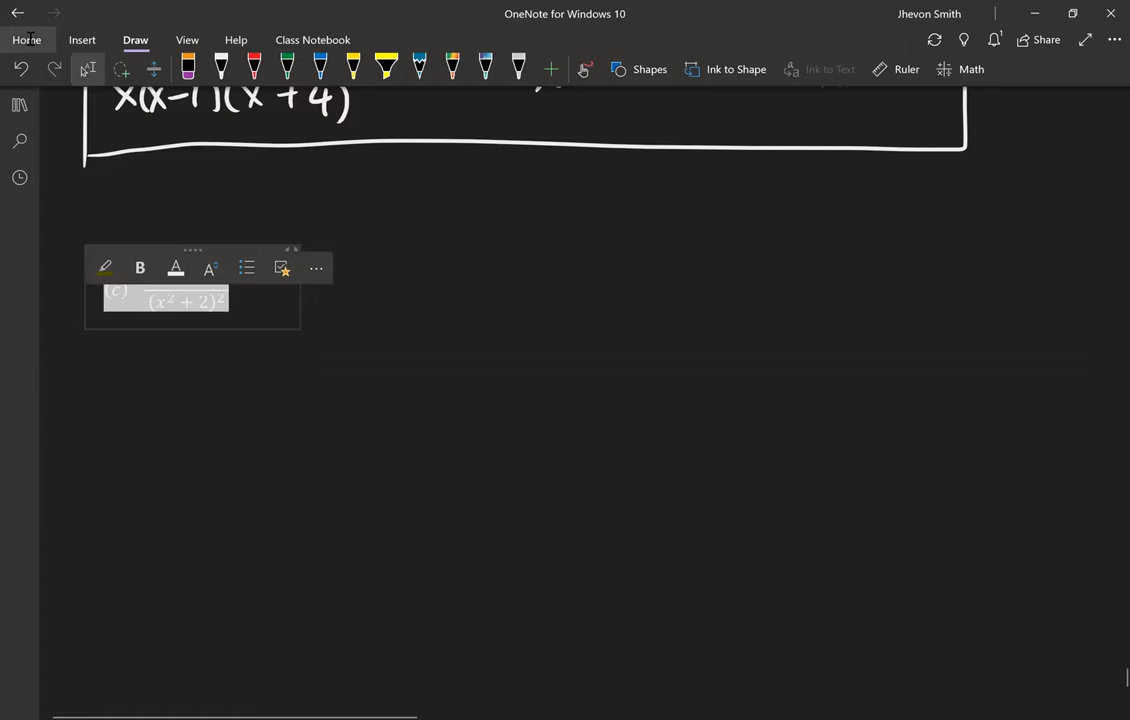 OneNote for Windows 10
Jhevon Smith
Home Insert Draw View Help Class Notebook
Share
Shapes Ink to Shape Ink to Text Ruler Math
x(x-1)(x+4)
B A A ...
(c) (x² + 2)²